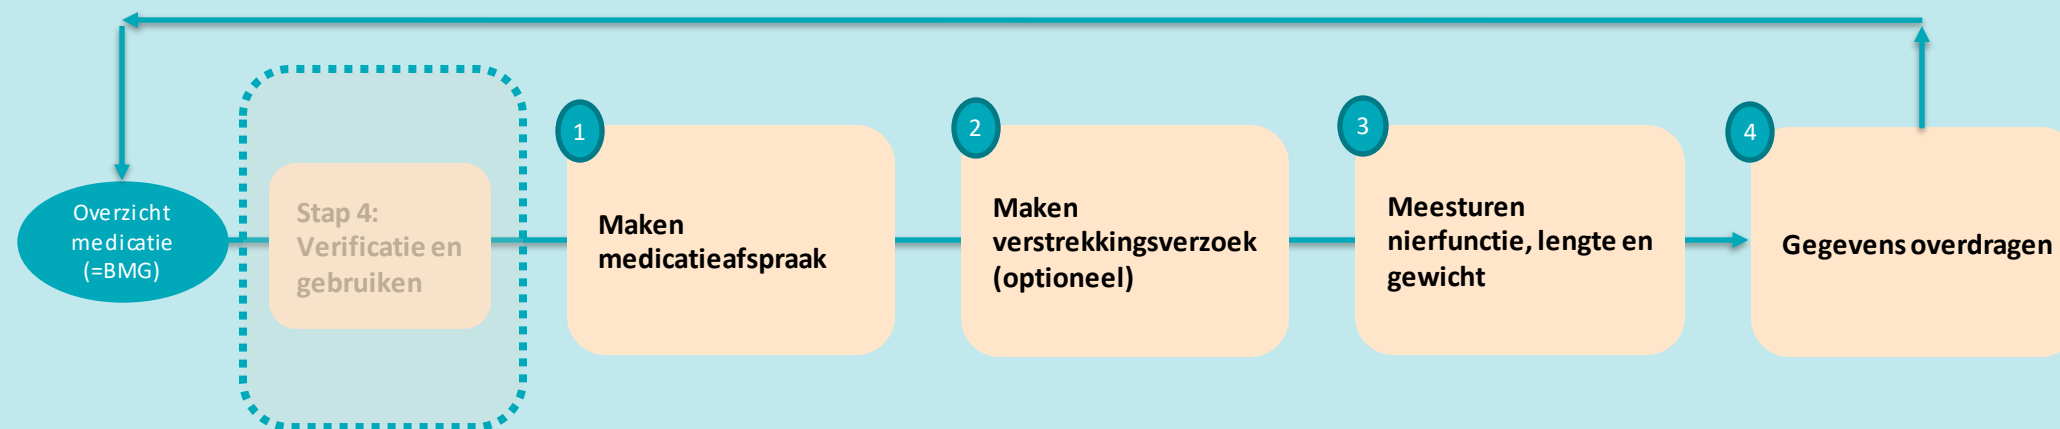 Overzicht
medicatie
(=BMG)
Stap 4:
Verificatie en
gebruiken
1
Maken
medicatieafspraak
2
Maken
verstrekkingsverzoek
(optioneel)
3
Meesturen
nierfunctie, lengte en
gewicht
4
Gegevens overdragen